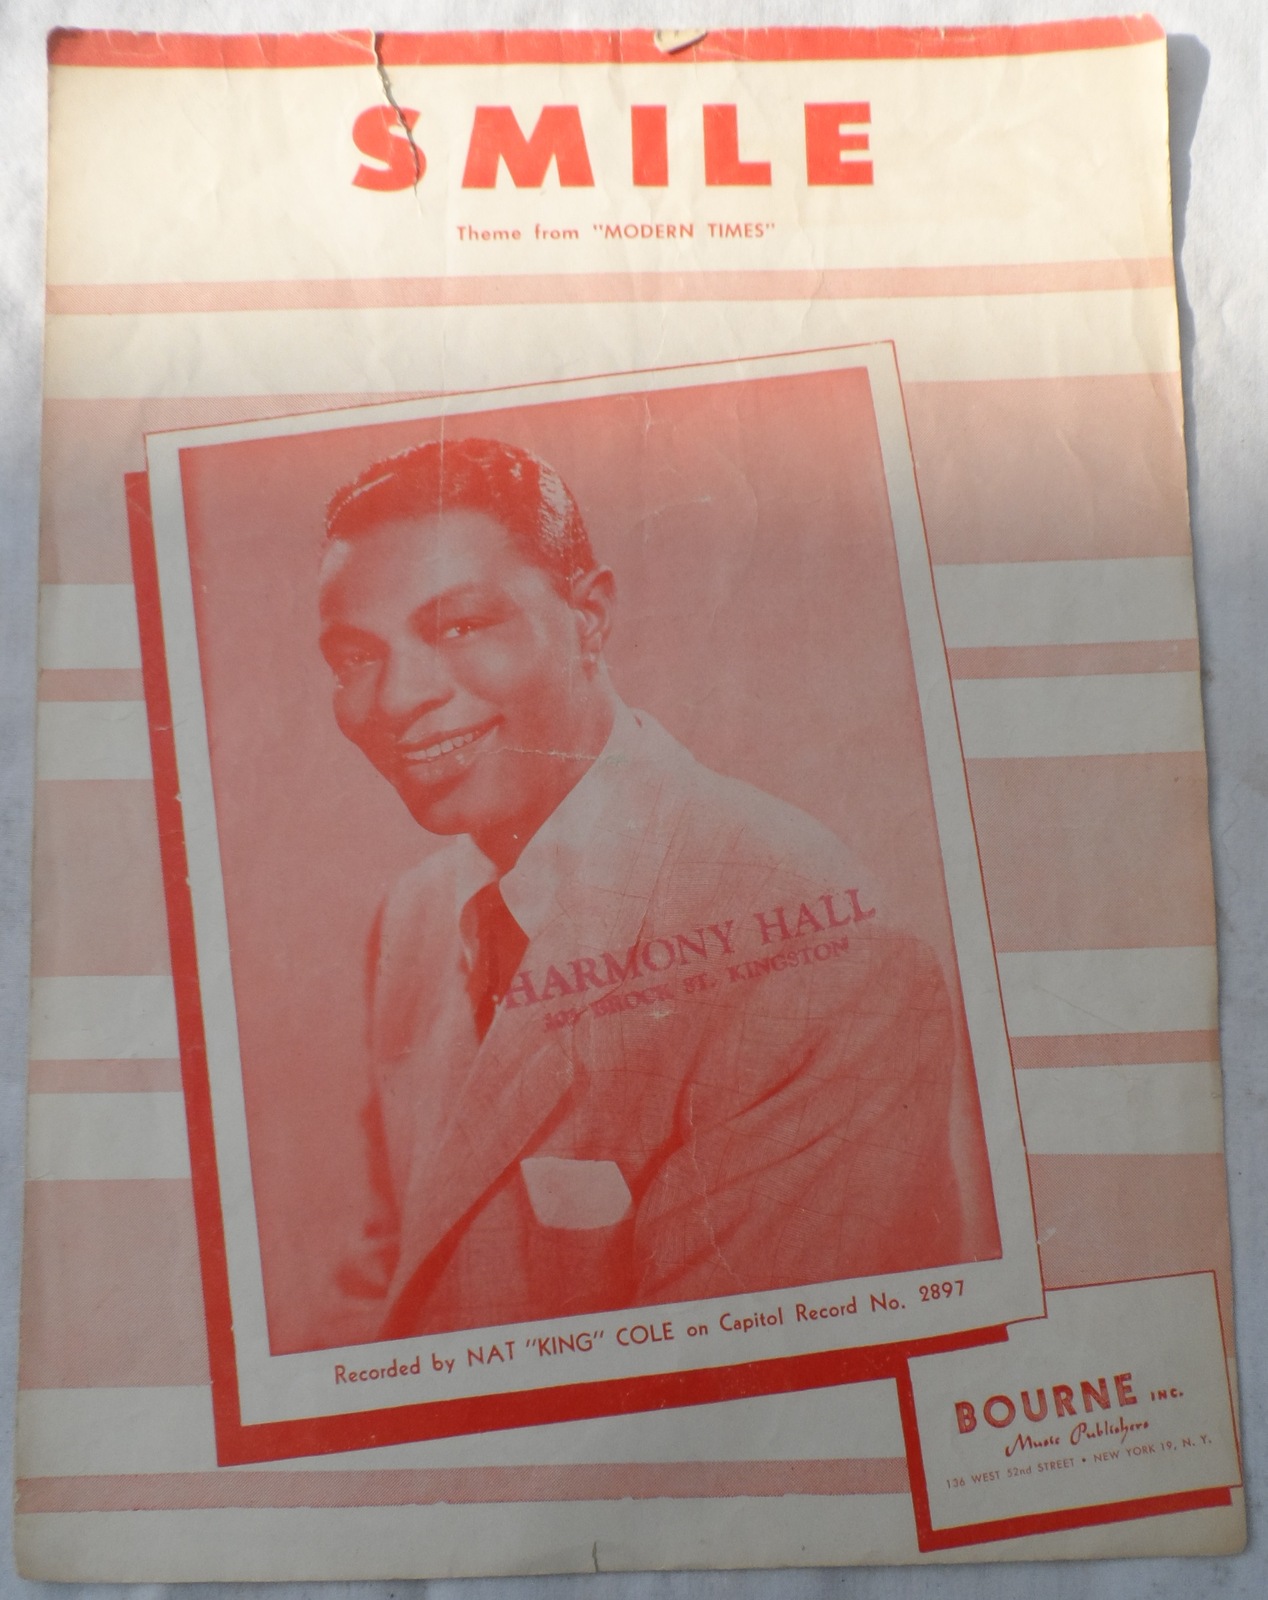 SMILE
Theme from "MODERN TIMES"
HARMONY HALL
BROCK ST. KINGSTON
Recorded by NAT "KING" COLE on Capitol Record No. 2897
BOURNE INC.
Music Publishers
136 WEST 52nd STREET • NEW YORK 19, N. Y.